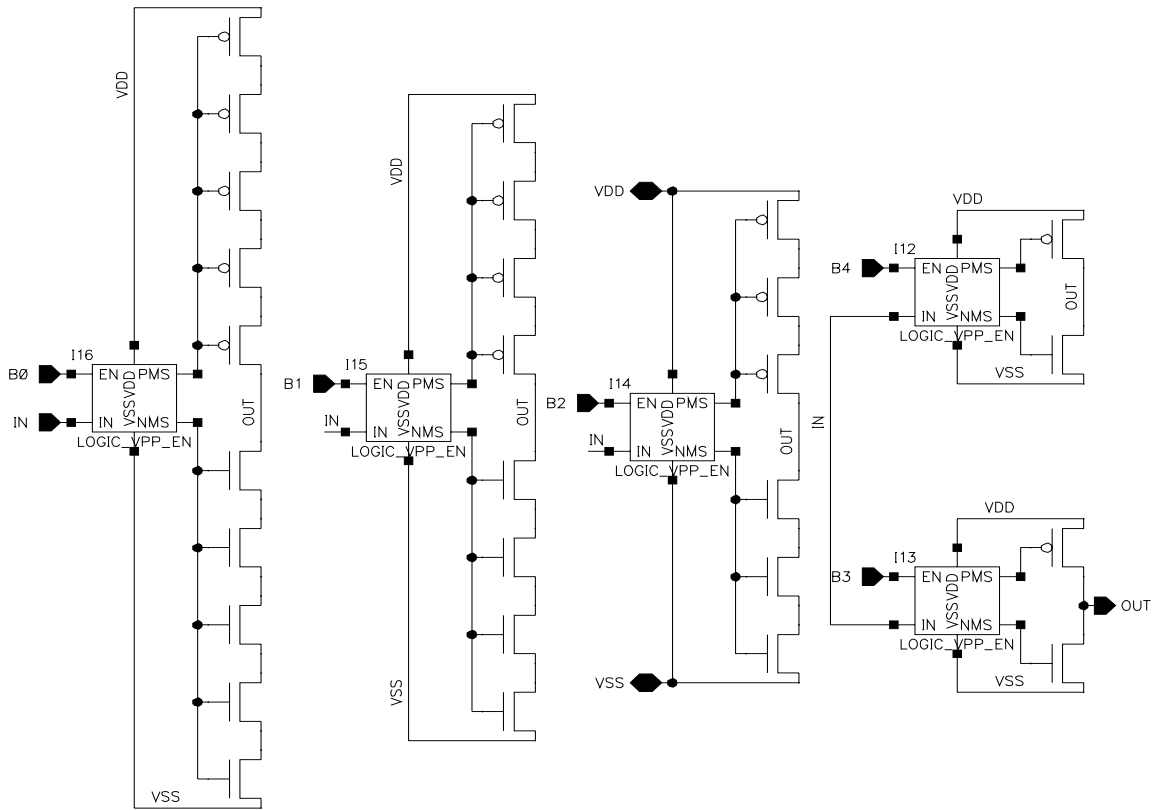 VDD
I16
BØ
EN PMS
VSSVDD
IN
IN NMS
LOGIC_VPP_EN
OUT
VSS
VDD
I15
B1
EN PMS
VSSVDD
IN
IN NMS
LOGIC_VPP_EN
OUT
VSS
VDD
I14
B2
EN PMS
VSSVDD
IN
IN NMS
LOGIC_VPP_EN
OUT
VSS
VDD
I12
B4
EN PMS
VSSVDD
IN NMS
LOGIC_VPP_EN
OUT
VSS
IN
VDD
I13
B3
EN PMS
VSSVDD
IN NMS
LOGIC_VPP_EN
OUT
VSS